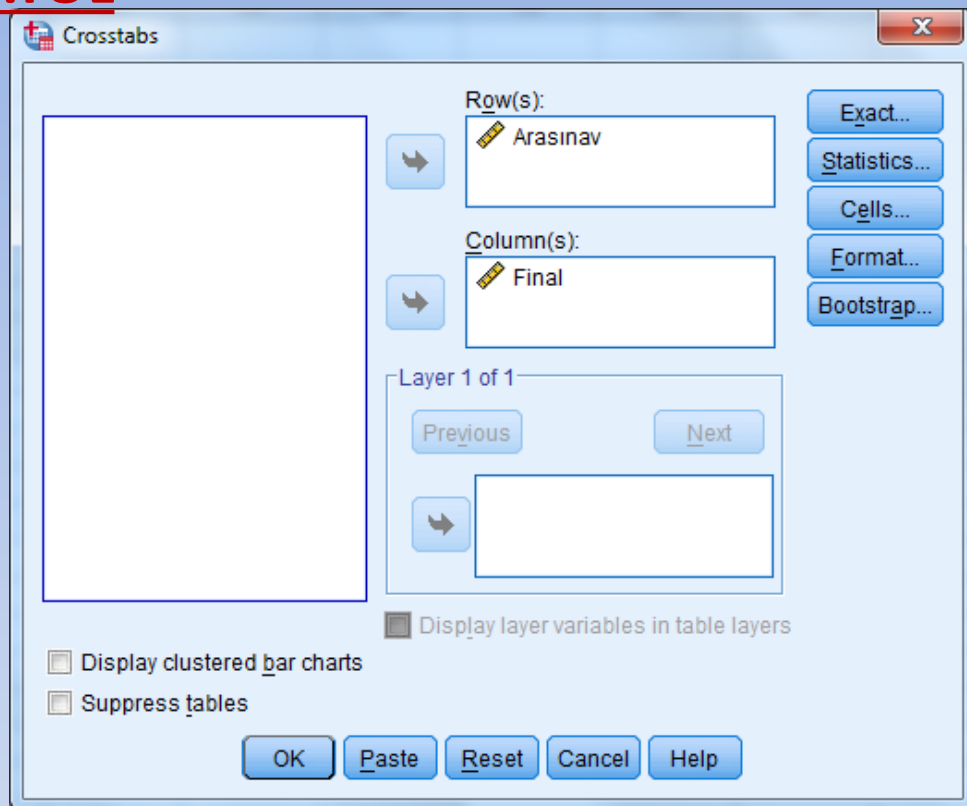 Crosstabs
Row(s):
Arasınav
Column(s):
Final
Exact...
Statistics...
Cells...
Format...
Bootstrap...
Layer 1 of 1
Previous
Next
Display layer variables in table layers
Display clustered bar charts
Suppress tables
OK
Paste
Reset
Cancel
Help